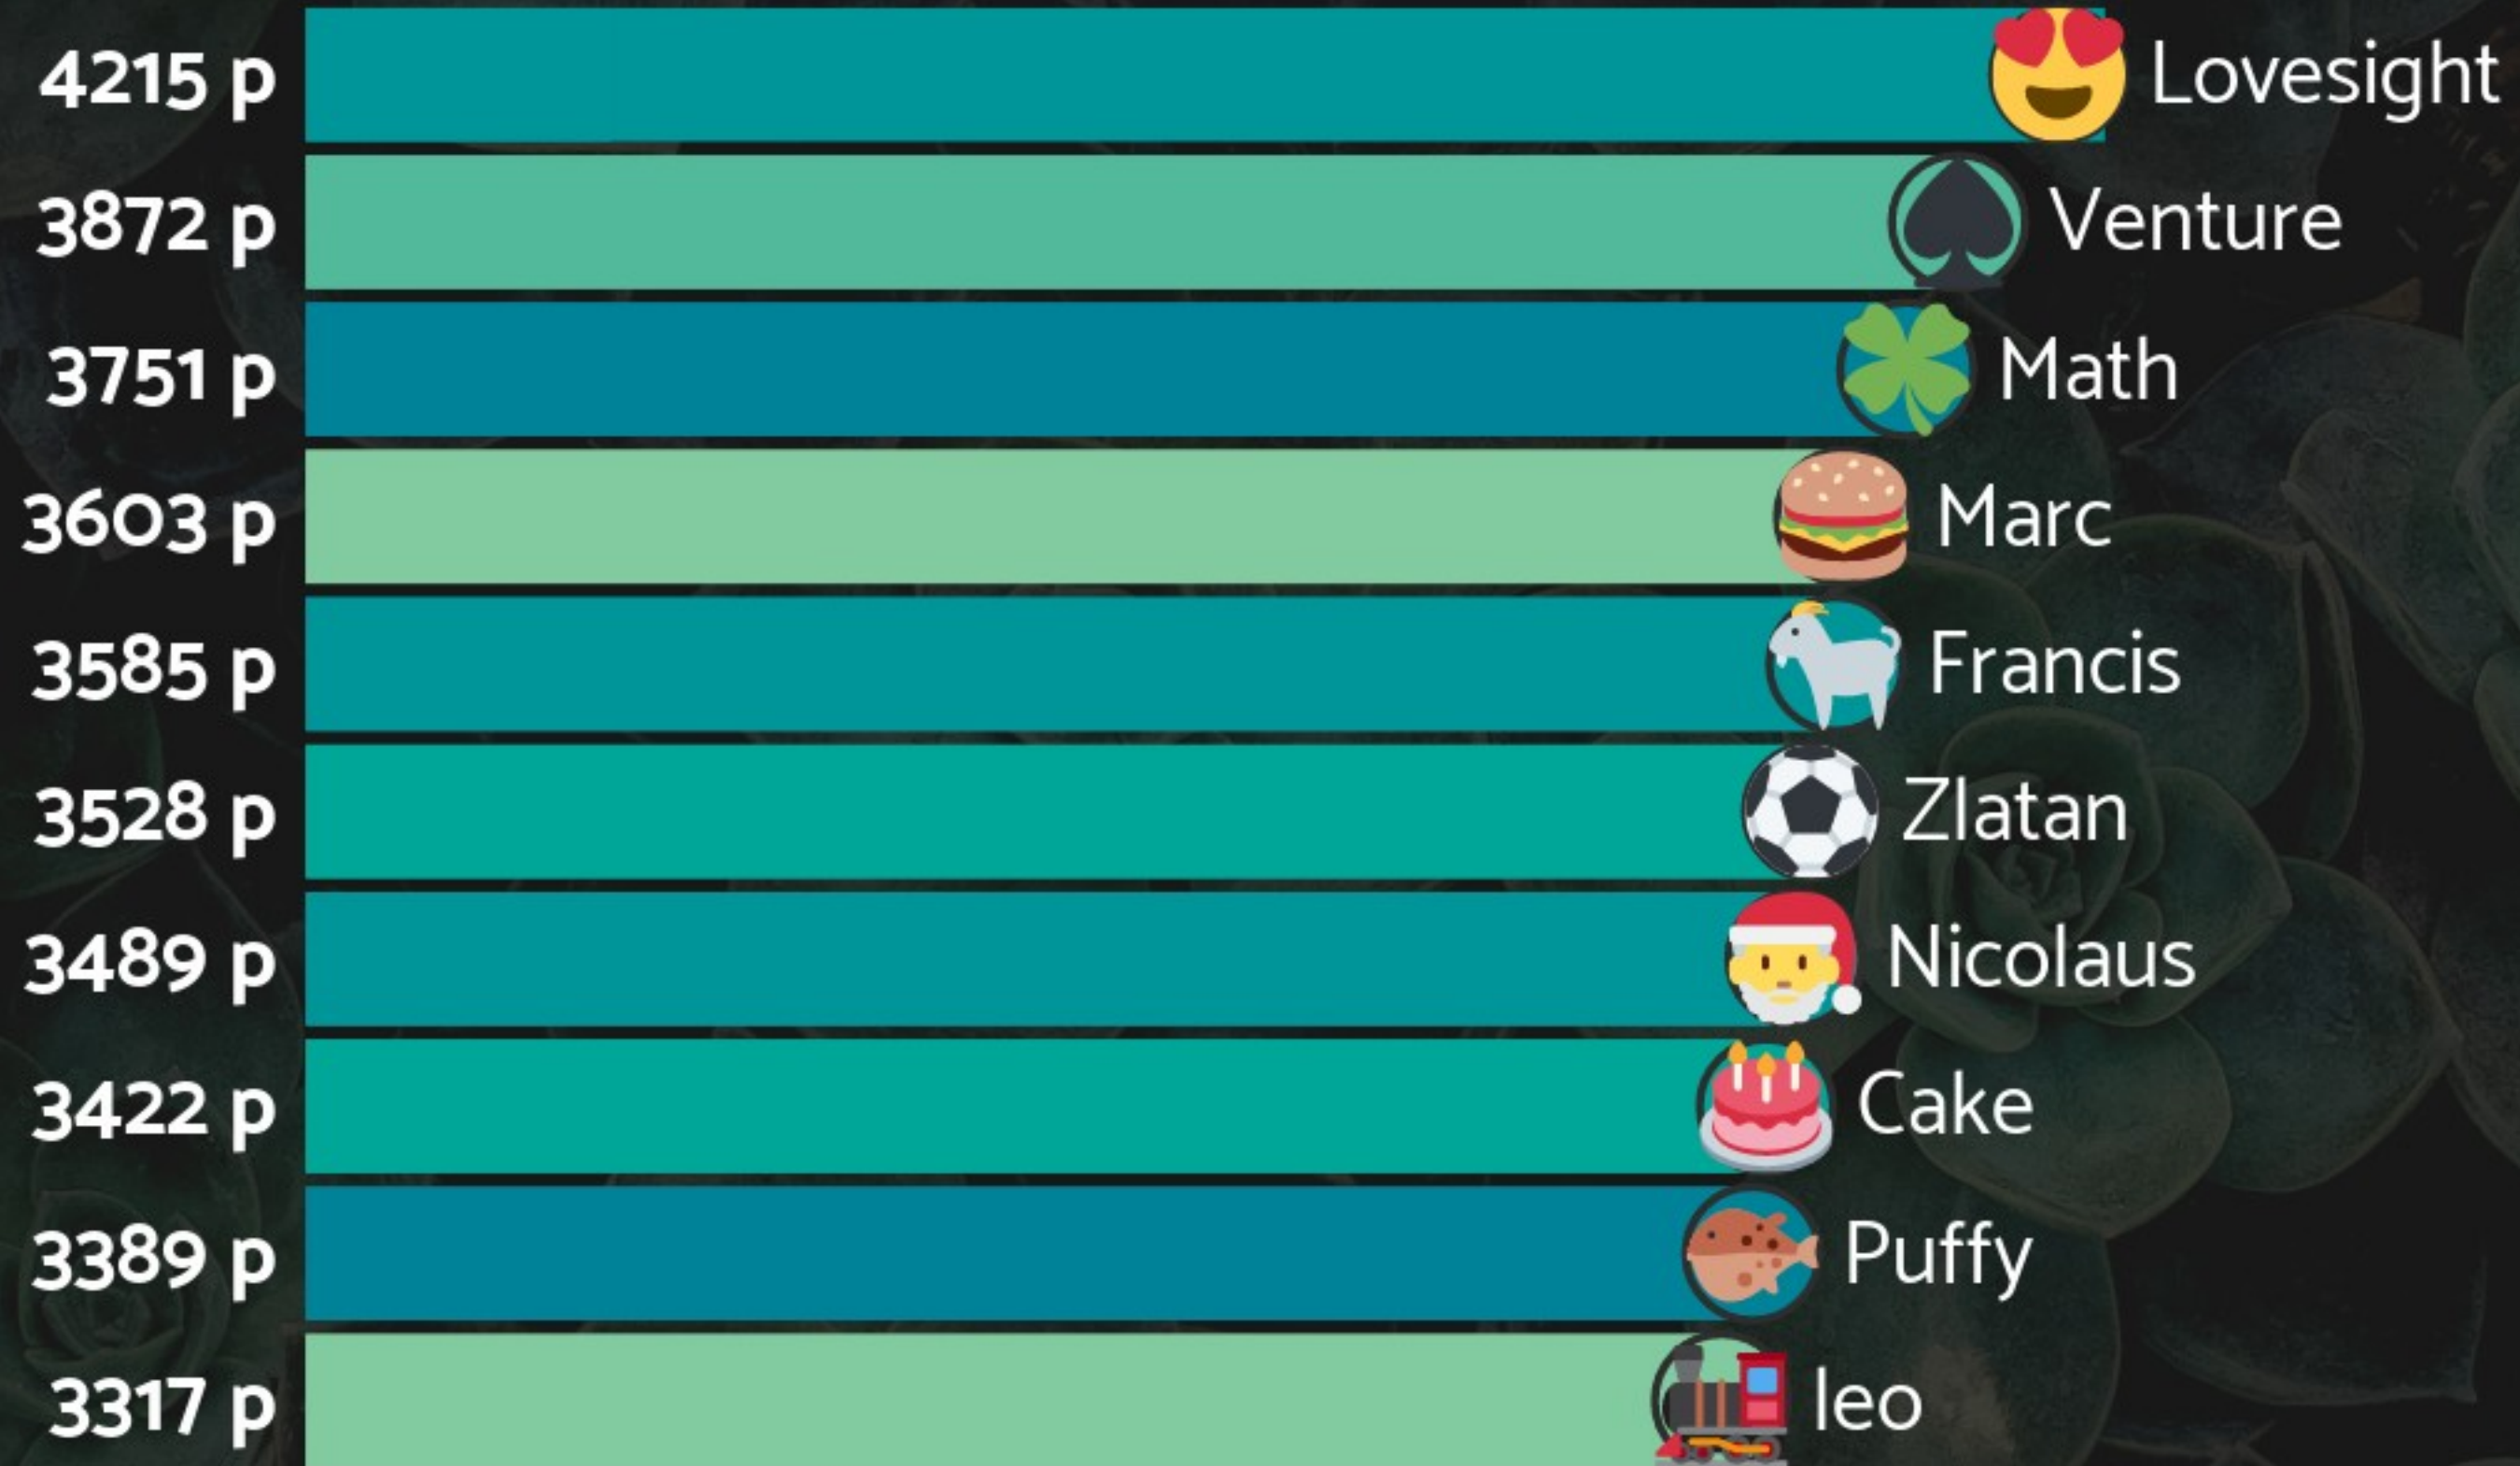 4215 p Lovesight
3872 p Venture
3751 p Math
3603 p Marc
3585 p Francis
3528 p Zlatan
3489 p Nicolaus
3422 p Cake
3389 p Puffy
3317 p leo